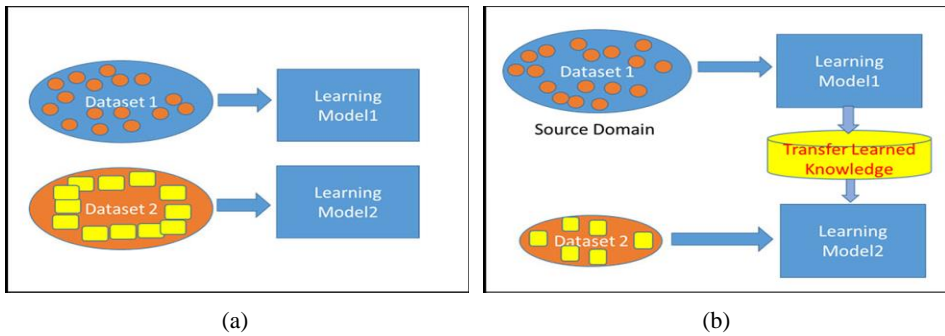 Dataset 1
Learning
Model1
Dataset 2
Learning
Model2
(a)
Dataset 1
Source Domain
Learning
Model1
Transfer Learned
Knowledge
Dataset 2
Learning
Model2
(b)